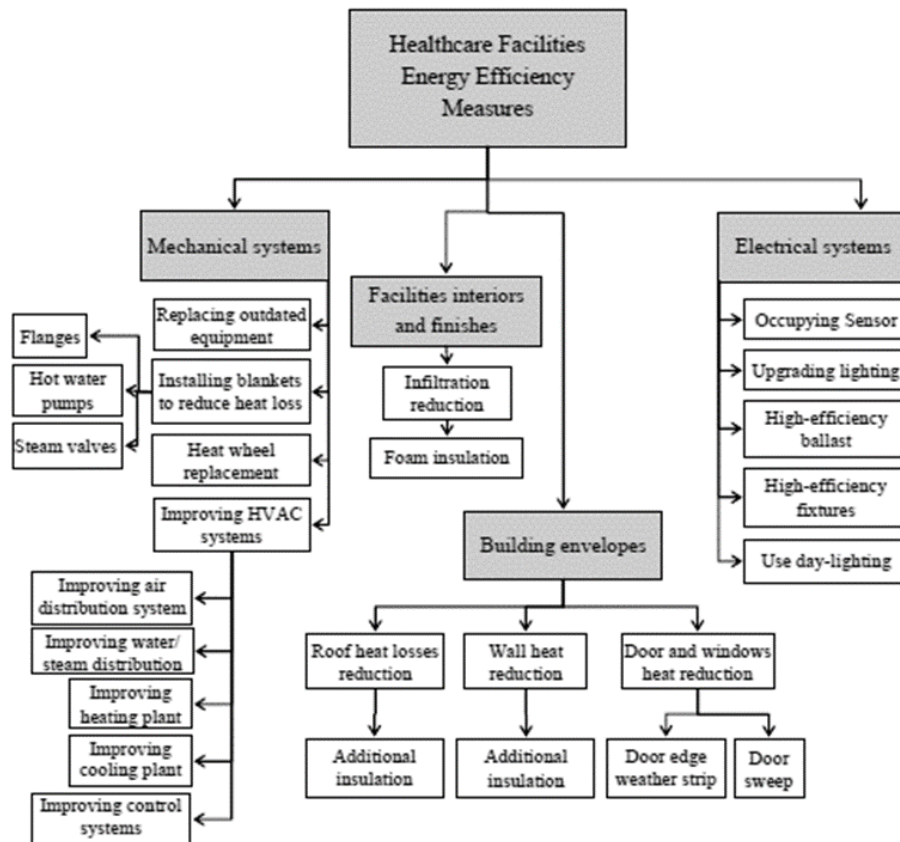 Healthcare Facilities
Energy Efficiency
Measures
Mechanical systems
Electrical systems
Facilities interiors
and finishes
Replacing outdated
equipment
Installing blankets
to reduce heat loss
Heat wheel
replacement
Improving HVAC
systems
Flanges
Hot water
pumps
Steam valves
Improving air
distribution system
Improving water/
steam distribution
Improving
heating plant
Improving
cooling plant
Improving control
systems
Infiltration
reduction
Foam insulation
Building envelopes
Roof heat losses
reduction
Wall heat
reduction
Door and windows
heat reduction
Additional
insulation
Additional
insulation
Door edge
weather strip
Door
sweep
Occupying Sensor
Upgrading lighting
High-efficiency
ballast
High-efficiency
fixtures
Use day-lighting